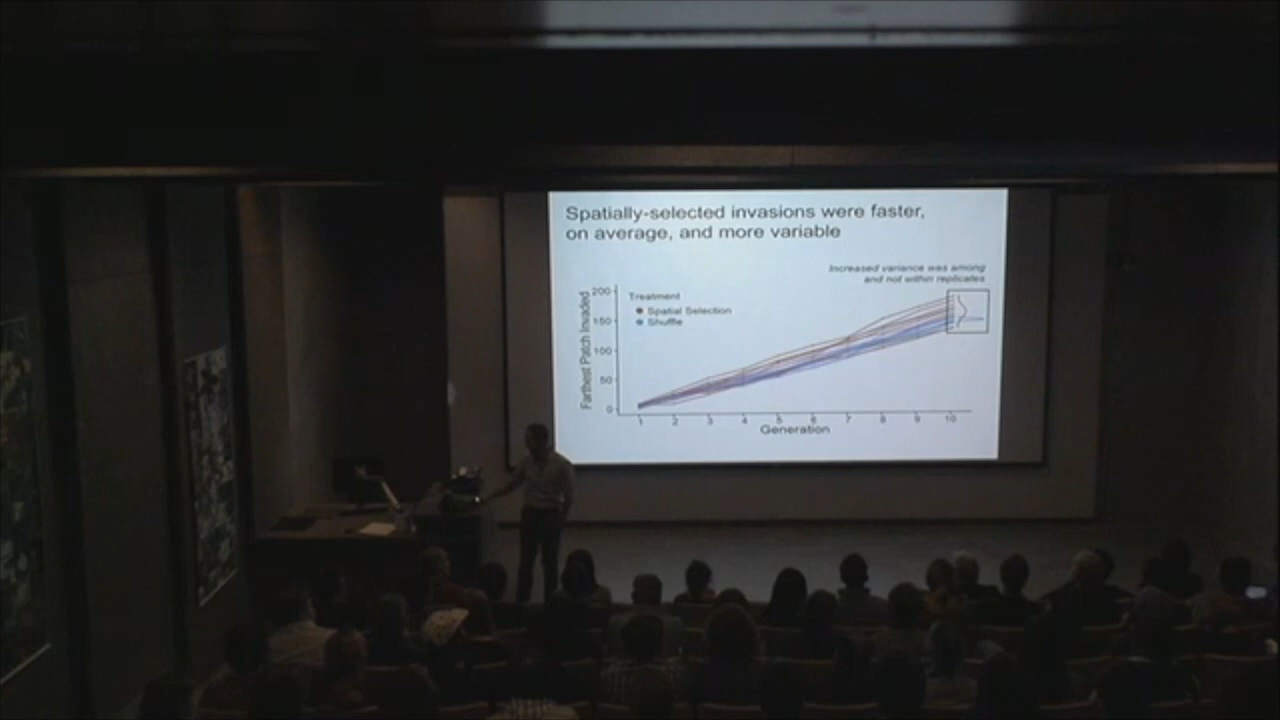 Spatially-selected invasions were faster,
on average, and more variable
Increased variance was among
and not within replicates
Treatment
Spatial Selection
Shuffle
Farthest Patch Invaded
200
150
100
50
0
1 2 3 4 5 6 7 8 9 10
Generation